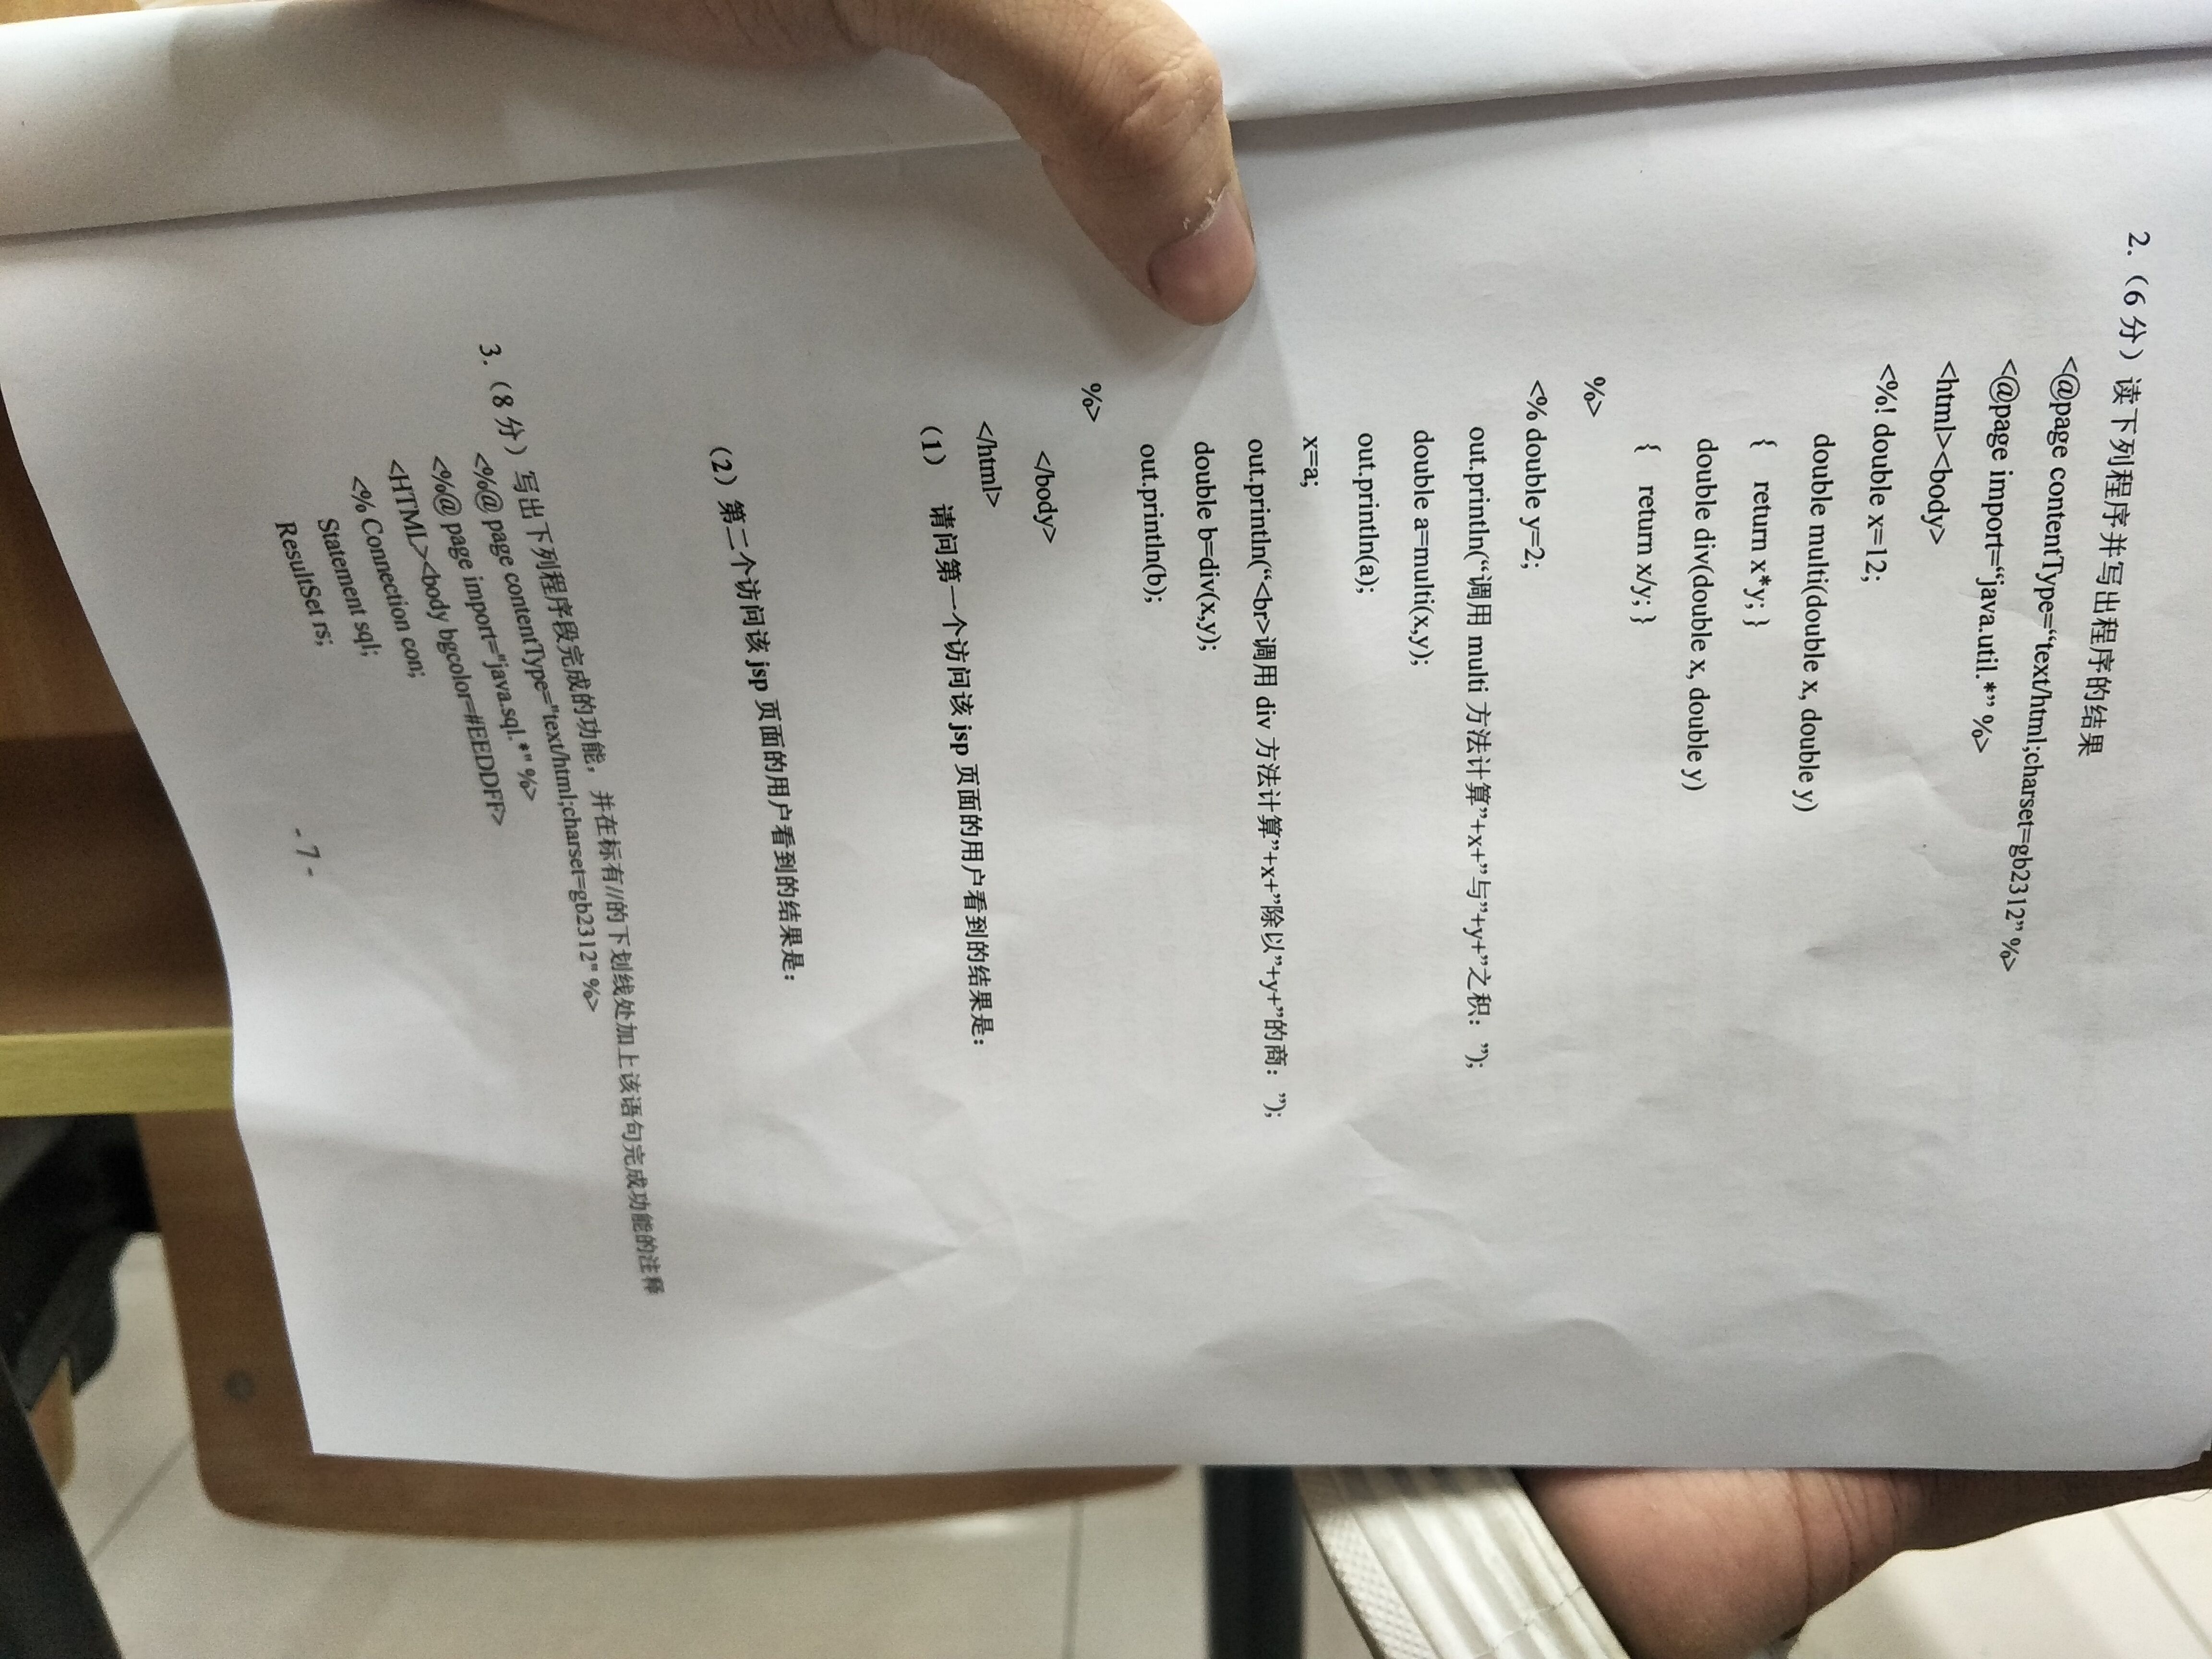 2.（6 分）读下列程序并写出程序的结果
<@page contentType=“text/html;charset=gb2312” %>
<@page import=“java.util.*” %>
<html><body>
<%! double x=12;
double multi(double x, double y)
{ return x*y; }
double div(double x, double y)
{ return x/y; }
%>
<% double y=2;
out.println(“调用 multi 方法计算”+x+”与”+y+”之积：”);
double a=multi(x,y);
out.println(a);
x=a;
out.println(“<br>调用 div 方法计算”+x+”除以”+y+”的商：”);
double b=div(x,y);
out.println(b);
%>
</body>
</html>
（1） 请问第一个访问该 jsp 页面的用户看到的结果是：
（2）第二个访问该 jsp 页面的用户看到的结果是：
3.（8 分）写出下列程序段完成的功能，并在标有//的下划线处加上该语句完成功能的注释
<%@ page contentType="text/html;charset=gb2312" %>
<%@ page import="java.sql.*" %>
<HTML><body bgcolor=#EEDDFF>
<% Connection con;
Statement sql;
ResultSet rs;
- 7 -